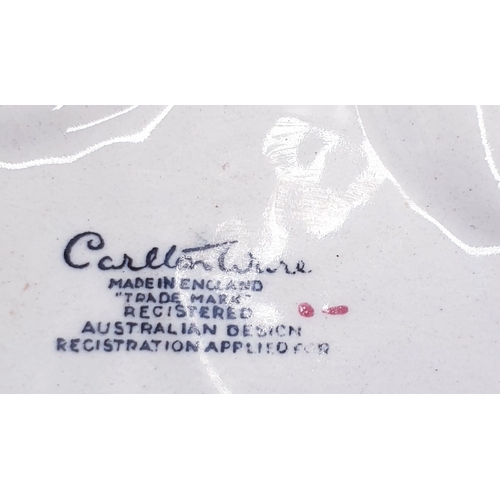 Carlton Ware
MADE IN ENGLAND
"TRADE MARK"
REGISTERED
AUSTRALIAN DESIGN
REGISTRATION APPLIED FOR